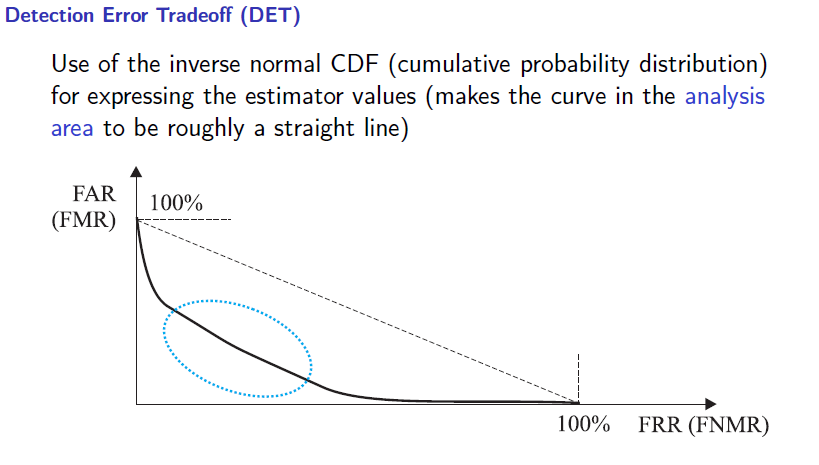 Detection Error Tradeoff (DET)
Use of the inverse normal CDF (cumulative probability distribution)
for expressing the estimator values (makes the curve in the analysis
area to be roughly a straight line)
FAR
(FMR)
100%
100%
FRR (FNMR)